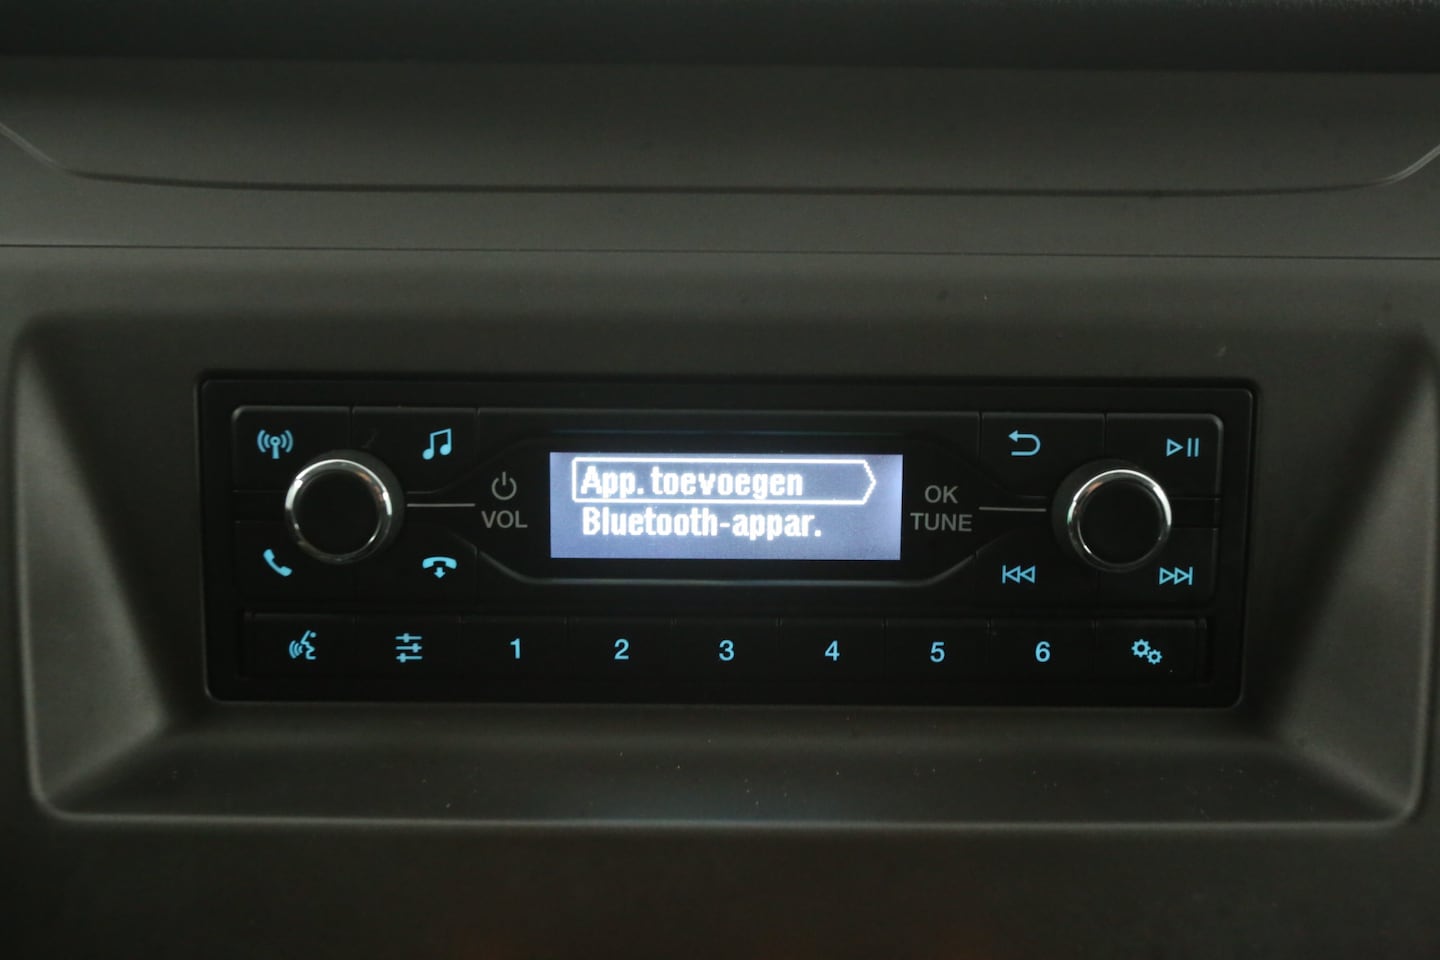 App. toevoegen
Bluetooth-appar.
VOL
OK
TUNE
1 2 3 4 5 6